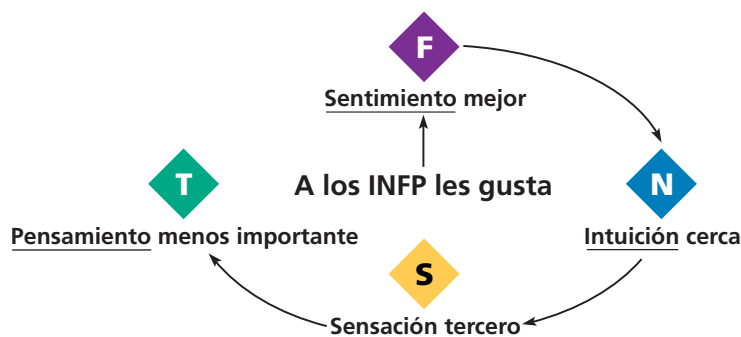 F
Sentimiento mejor
T
A los INFP les gusta
N
Pensamiento menos importante
Intuición cerca
S
Sensación tercero